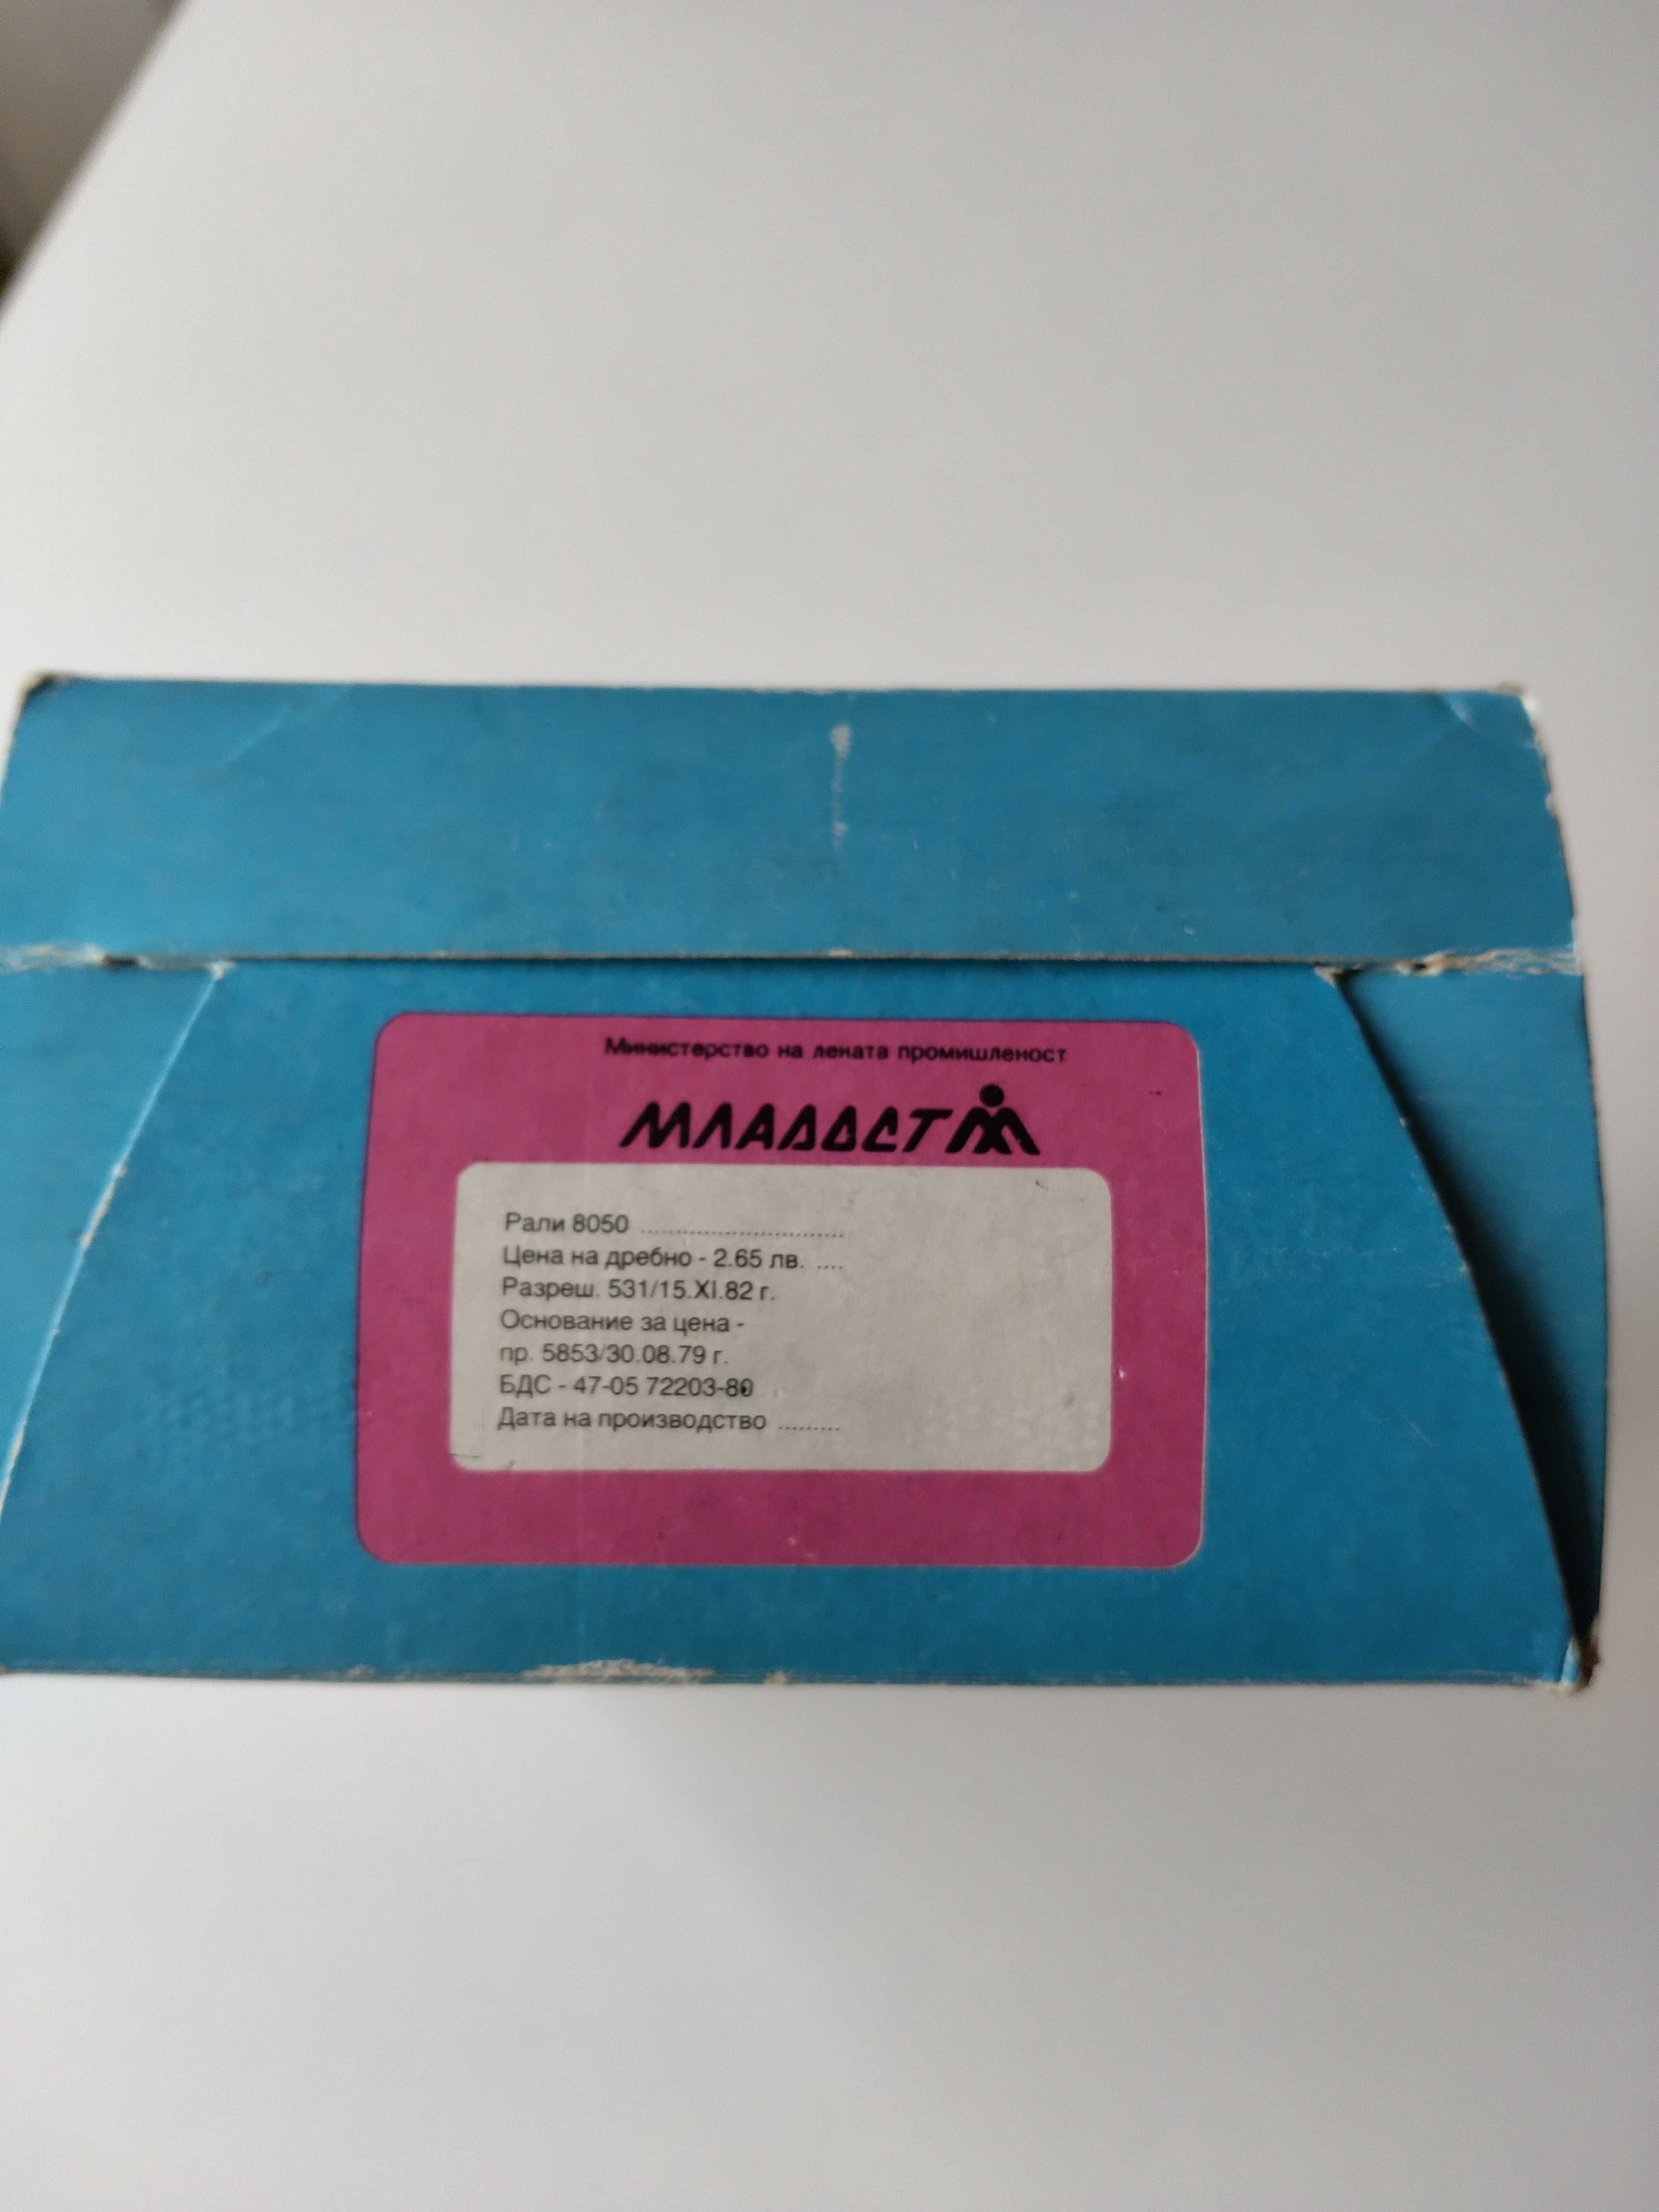 Министерство на леката промишленост
МЛАДОСТ
Рали 8050 ..............................
Цена на дребно - 2.65 лв. ....
Разреш. 531/15.XI.82 г.
Основание за цена -
пр. 5853/30.08.79 г.
БДС - 47-05 72203-80
Дата на производство .........